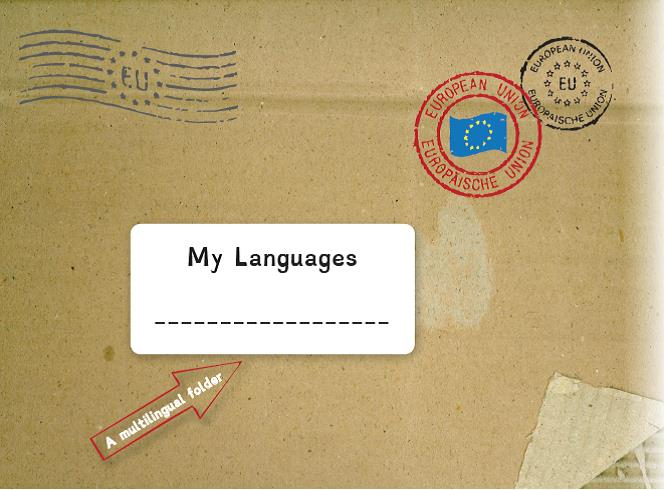 EU
EUROPEAN UNION
EU
EUROPÄISCHE UNION
EUROPEAN UNION
EUROPÄISCHE UNION
My Languages
__________________
A multilingual folder